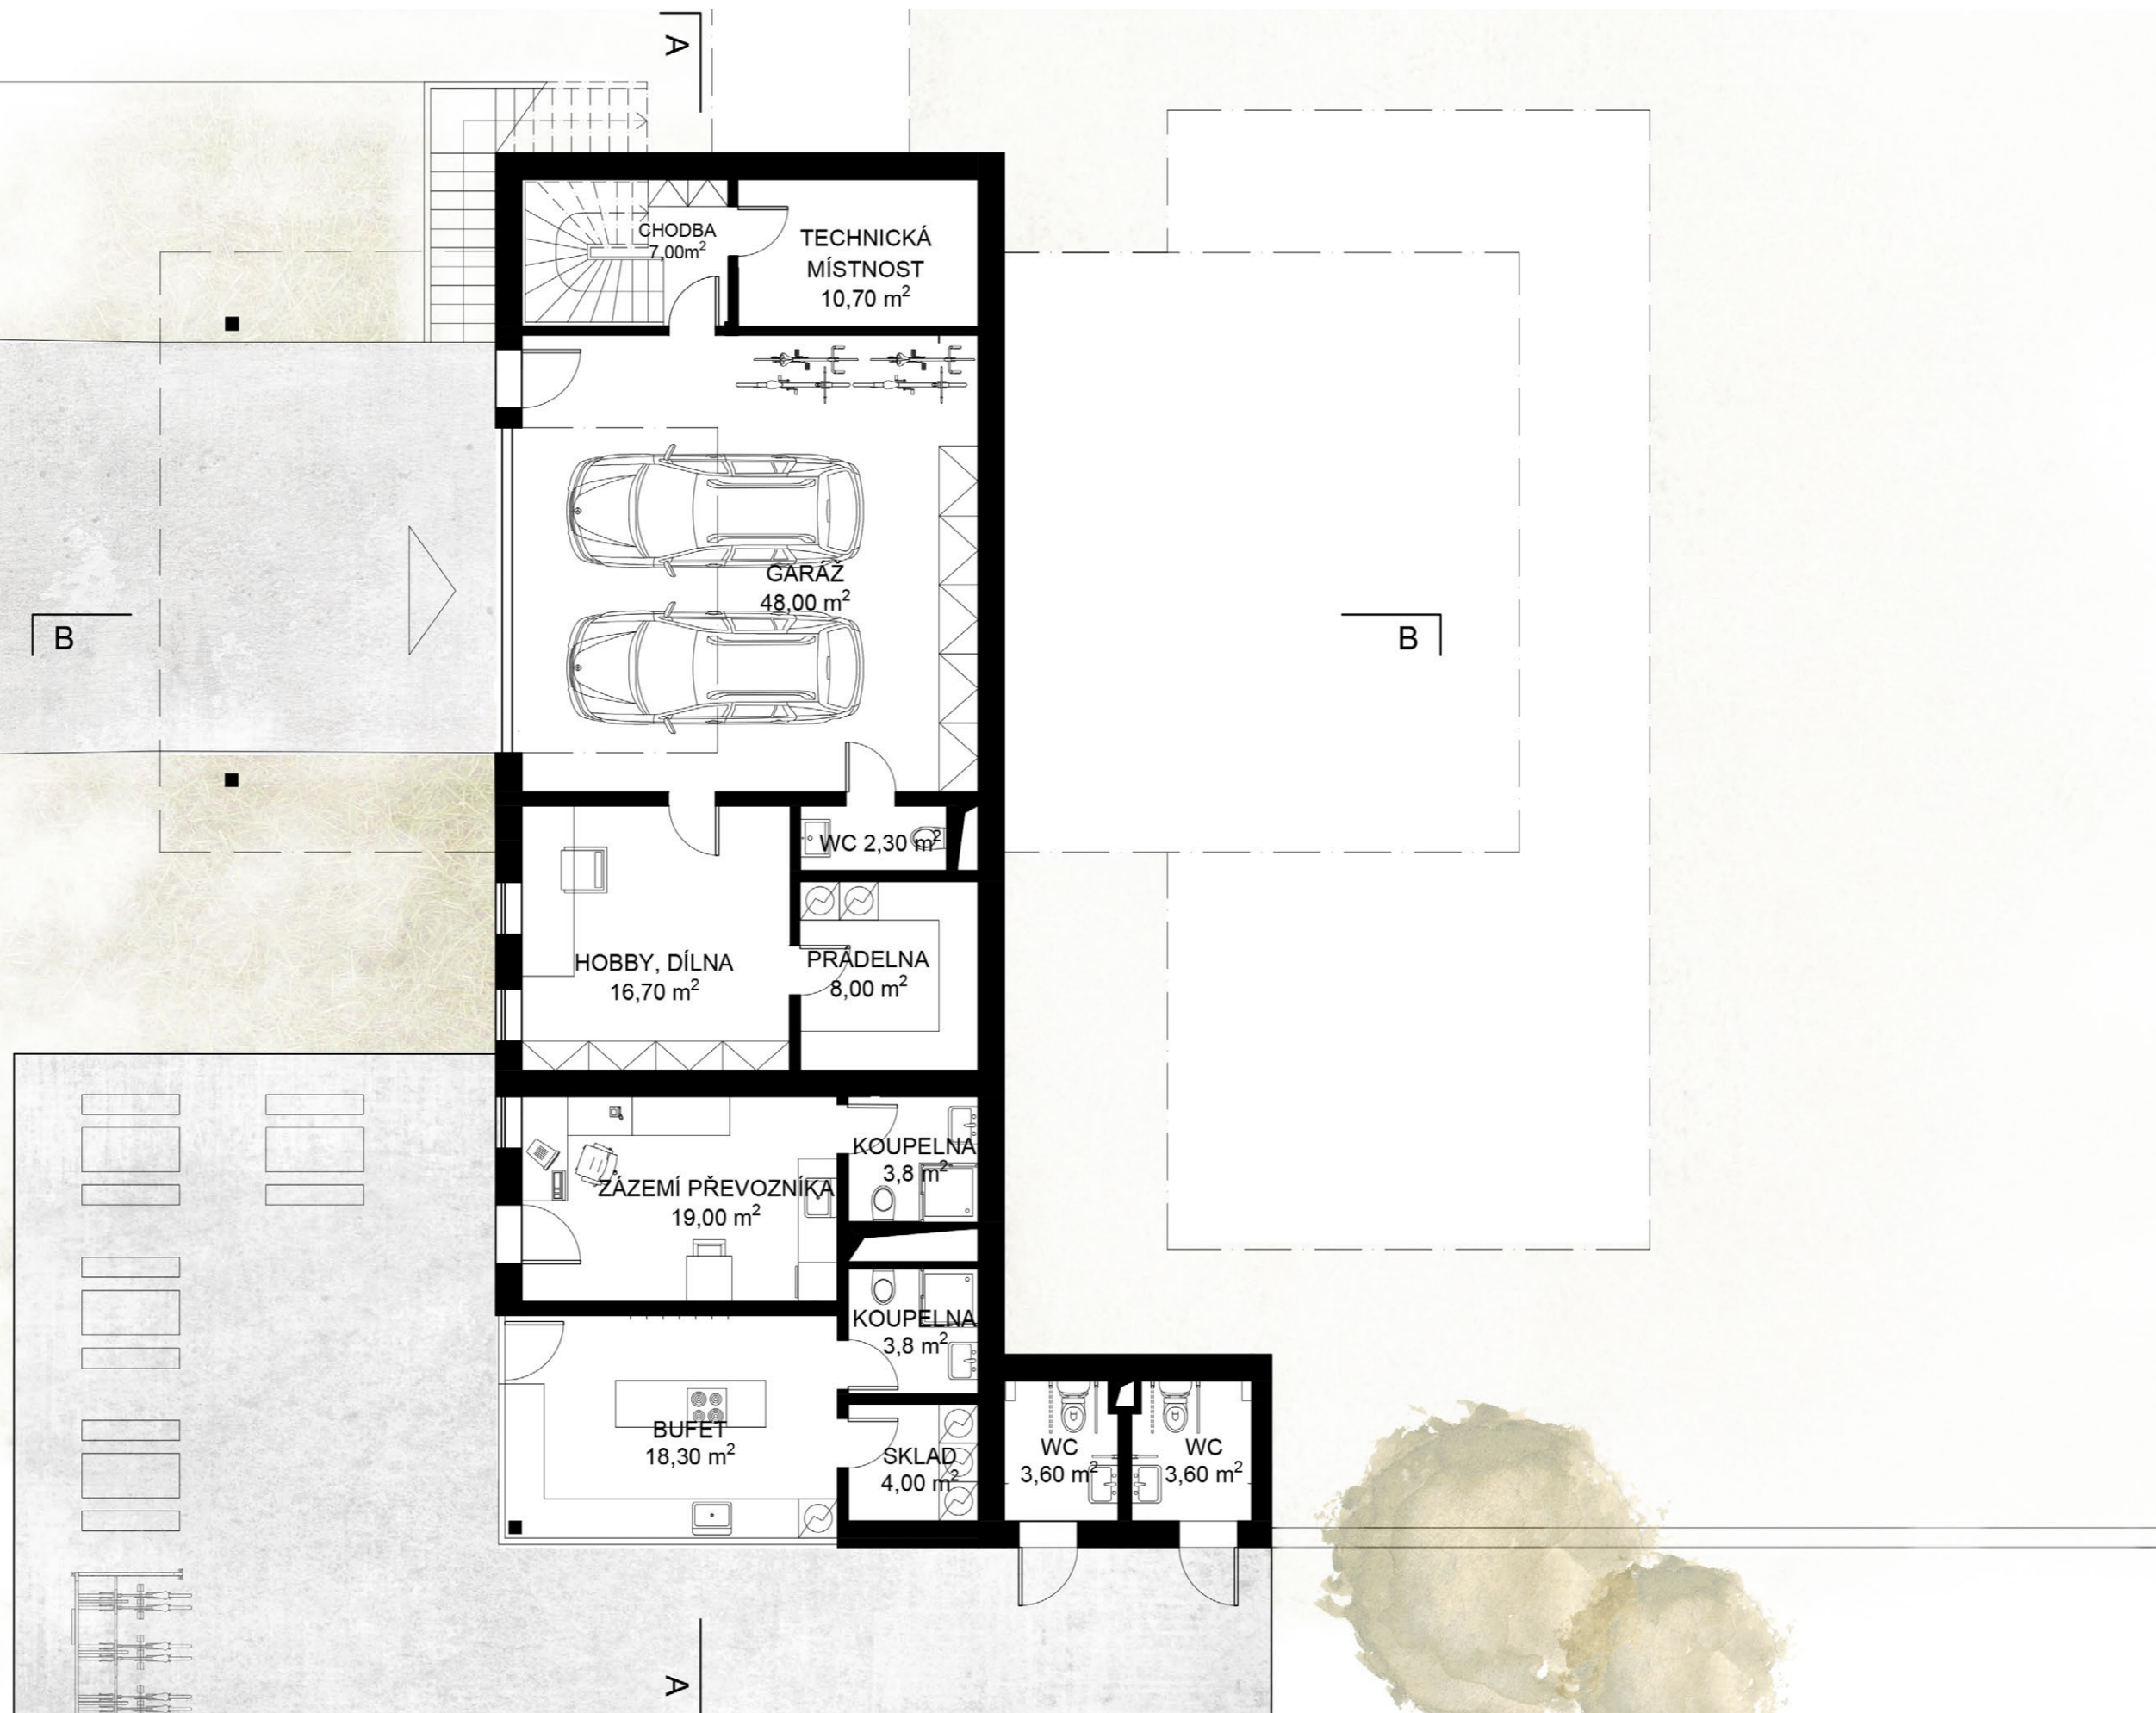 A
CHODBA
7,00m²
TECHNICKÁ
MÍSTNOST
10,70 m²
GARÁŽ
48,00 m²
B
B
WC 2,30 m²
HOBBY, DÍLNA
16,70 m²
PRÁDELNA
8,00 m²
KOUPELNA
3,8 m²
ZÁZEMÍ PŘEVOZNÍKA
19,00 m²
KOUPELNA
3,8 m²
BUFET
18,30 m²
SKLAD
4,00 m²
WC
3,60 m²
WC
3,60 m²
A